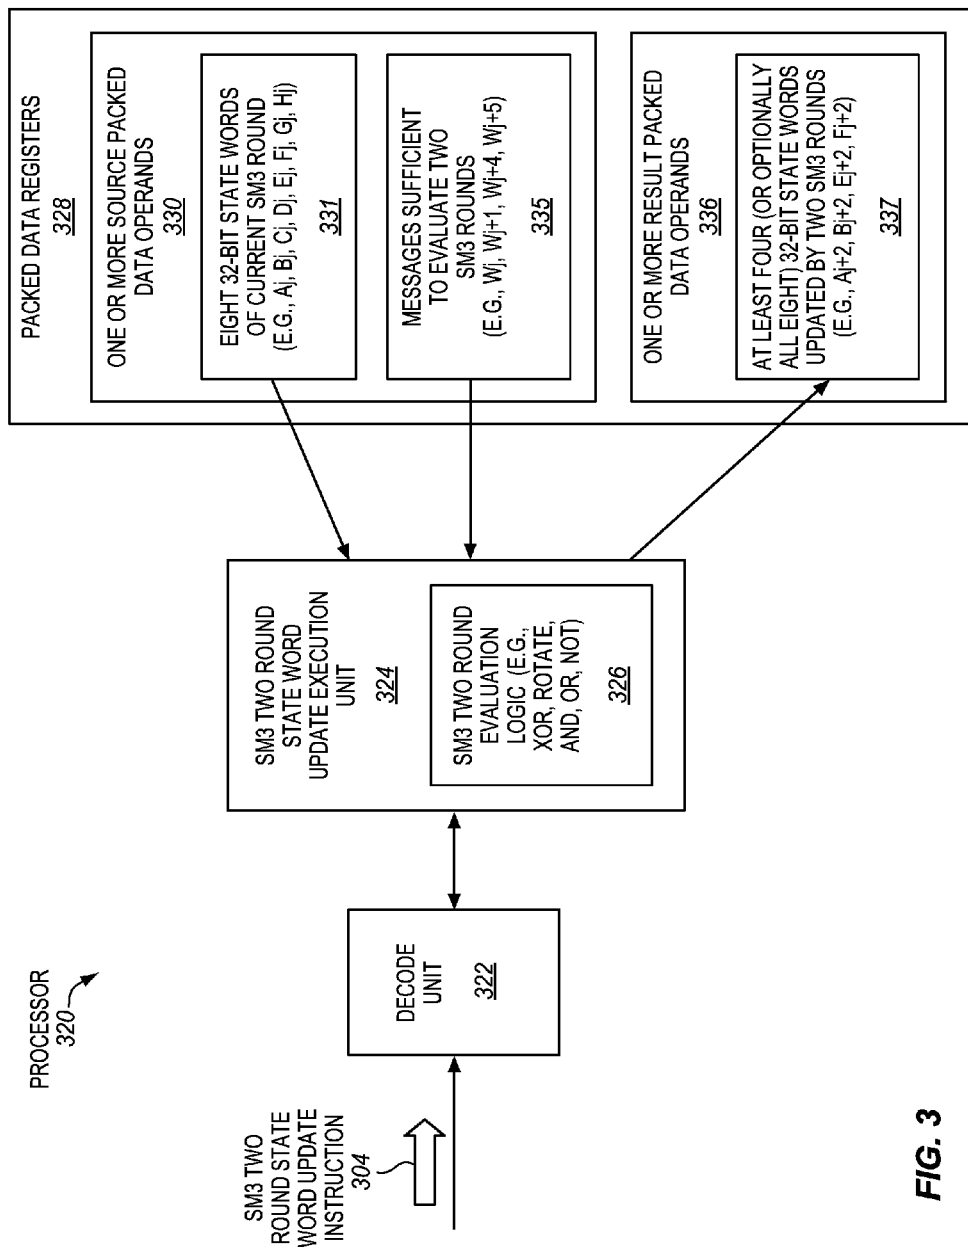 PROCESSOR
320
SM3 TWO
ROUND STATE
WORD UPDATE
INSTRUCTION
304
DECODE
UNIT
322
SM3 TWO ROUND
STATE WORD
UPDATE EXECUTION
UNIT
324
SM3 TWO ROUND
EVALUATION
LOGIC (E.G.,
XOR, ROTATE,
AND, OR, NOT)
326
PACKED DATA REGISTERS
328
ONE OR MORE SOURCE PACKED
DATA OPERANDS
330
EIGHT 32-BIT STATE WORDS
OF CURRENT SM3 ROUND
(E.G., Aj, Bj, Cj, Dj, Ej, Fj, Gj, Hj)
331
MESSAGES SUFFICIENT
TO EVALUATE TWO
SM3 ROUNDS
(E.G., Wj, Wj+1, Wj+4, Wj+5)
335
ONE OR MORE RESULT PACKED
DATA OPERANDS
336
AT LEAST FOUR (OR OPTIONALLY
ALL EIGHT) 32-BIT STATE WORDS
UPDATED BY TWO SM3 ROUNDS
(E.G., Aj+2, Bj+2, Ej+2, Fj+2)
337
FIG. 3